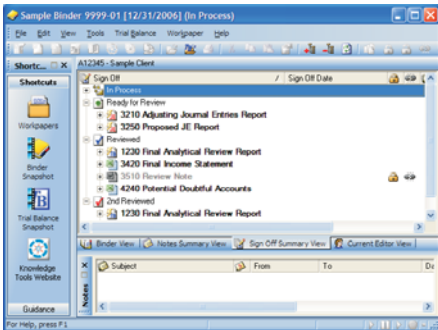 Sample Binder 9999-01 [12/31/2006] (In Process)
File Edit View Tools Trial Balance Workpaper Help
Shortc...
A12345 - Sample Client
Shortcuts
Sign Off / Sign Off Date
In Process
Ready for Review
3210 Adjusting Journal Entries Report
3250 Proposed JE Report
Reviewed
1230 Final Analytical Review Report
3420 Final Income Statement
3510 Review Note
4240 Potential Doubtful Accounts
2nd Reviewed
1230 Final Analytical Review Report
Workpapers
Binder
Snapshot
Trial Balance
Snapshot
Knowledge
Tools Website
Guidance
Binder View Notes Summary View Sign Off Summary View Current Editor View
Subject From To Da
Notes
For Help, press F1